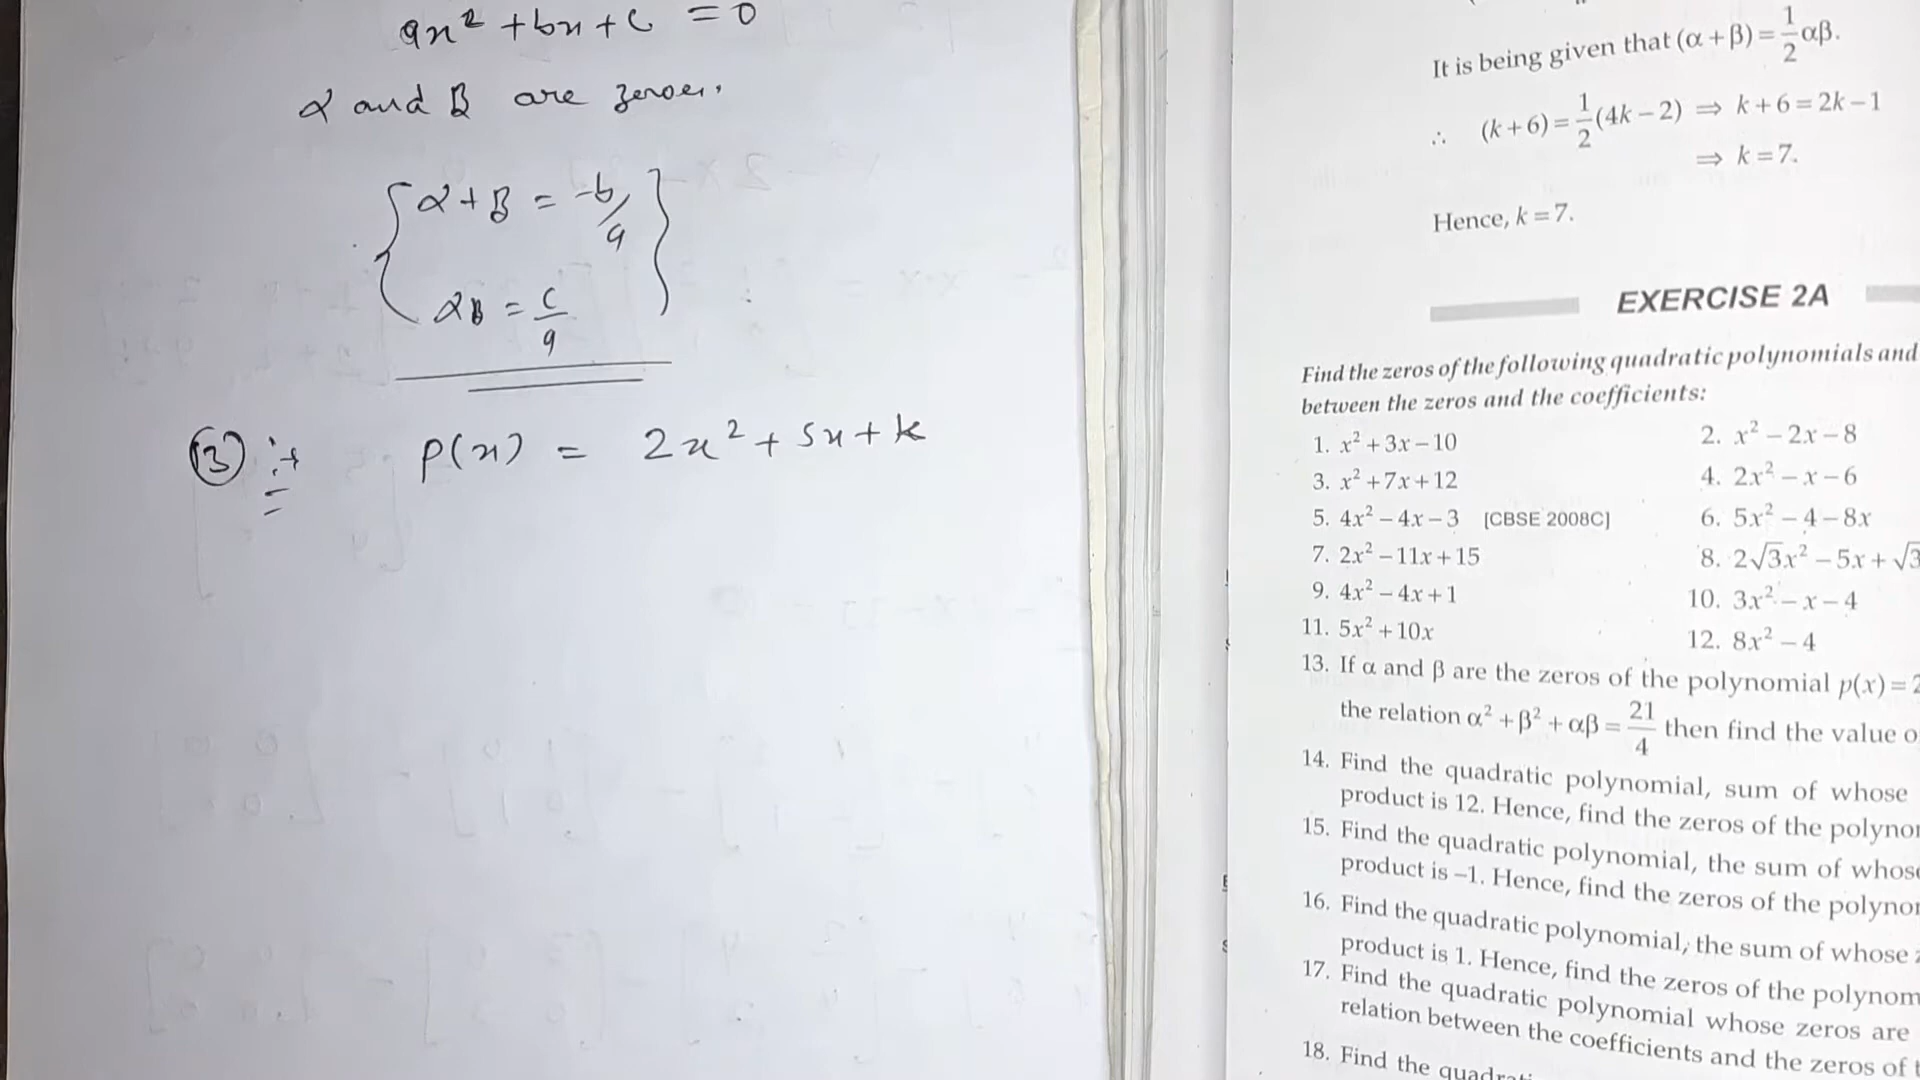 ax² + bx + c = 0
α and β are zeroes.
α + β = -b/a
αβ = c/a
(13) :→ p(x) = 2x² + 5x + k
It is being given that (α + β) = 1/2 αβ.
∴ (k + 6) = 1/2 (4k − 2) ⇒ k + 6 = 2k − 1
⇒ k = 7.
Hence, k = 7.
EXERCISE 2A
Find the zeros of the following quadratic polynomials and
between the zeros and the coefficients:
1. x² + 3x − 10 2. x² − 2x − 8
3. x² + 7x + 12 4. 2x² − x − 6
5. 4x² − 4x − 3 [CBSE 2008C] 6. 5x² − 4 − 8x
7. 2x² − 11x + 15 8. 2√3x² − 5x + √3
9. 4x² − 4x + 1 10. 3x² − x − 4
11. 5x² + 10x 12. 8x² − 4
13. If α and β are the zeros of the polynomial p(x) = 2
the relation α² + β² + αβ = 21/4 then find the value o
14. Find the quadratic polynomial, sum of whose
product is 12. Hence, find the zeros of the polyno
15. Find the quadratic polynomial, the sum of whos
product is −1. Hence, find the zeros of the polyno
16. Find the quadratic polynomial, the sum of whose
product is 1. Hence, find the zeros of the polynom
17. Find the quadratic polynomial whose zeros are
relation between the coefficients and the zeros of
18. Find the